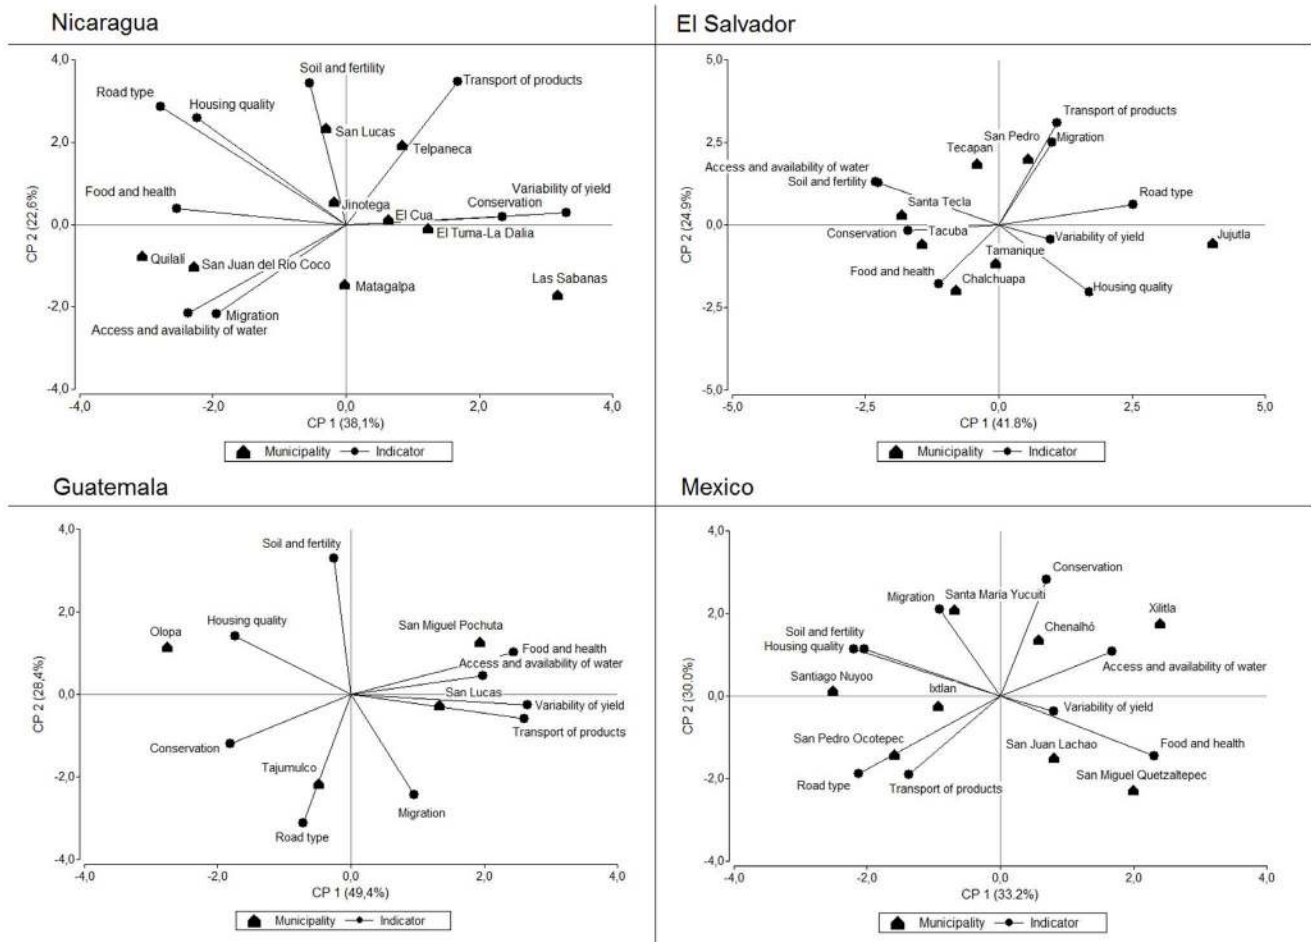 Nicaragua
4,0
Soil and fertility
Transport of products
Road type
Housing quality
2,0
San Lucas
Telpaneca
Food and health
Variability of yield
Conservation
Jinotega
El Cua
0,0
El Tuma-La Dalia
CP 2 (22,6%)
Quilalí
San Juan del Río Coco
Matagalpa
Las Sabanas
-2,0
Migration
Access and availability of water
-4,0
-4,0 -2,0 0,0 2,0 4,0
CP 1 (38,1%)
Municipality Indicator
El Salvador
5,0
Transport of products
San Pedro
Migration
2,5
Tecapan
Access and availability of water
Soil and fertility
Road type
Santa Tecla
0,0
Conservation
Tacuba
Variability of yield
Jujutla
CP 2 (24.9%)
Tamanique
Food and health
Chalchuapa
Housing quality
-2,5
-5,0
-5,0 -2,5 0,0 2,5 5,0
CP 1 (41.8%)
Municipality Indicator
Guatemala
4,0
Soil and fertility
2,0
Housing quality
Olopa
San Miguel Pochuta
Food and health
Access and availability of water
San Lucas
0,0
Variability of yield
Transport of products
CP 2 (28,4%)
Conservation
Tajumulco
-2,0
Migration
Road type
-4,0
-4,0 -2,0 0,0 2,0 4,0
CP 1 (49,4%)
Municipality Indicator
Mexico
4,0
Conservation
Migration
Santa Maria Yucuiti
Xilitla
2,0
Soil and fertility
Chenalhó
Housing quality
Access and availability of water
Santiago Nuyoo
Ixtlan
0,0
Variability of yield
CP 2 (30.0%)
San Pedro Ocotepec
San Juan Lachao
Food and health
Road type
Transport of products
San Miguel Quetzaltepec
-2,0
-4,0
-4,0 -2,0 0,0 2,0 4,0
CP 1 (33.2%)
Municipality Indicator